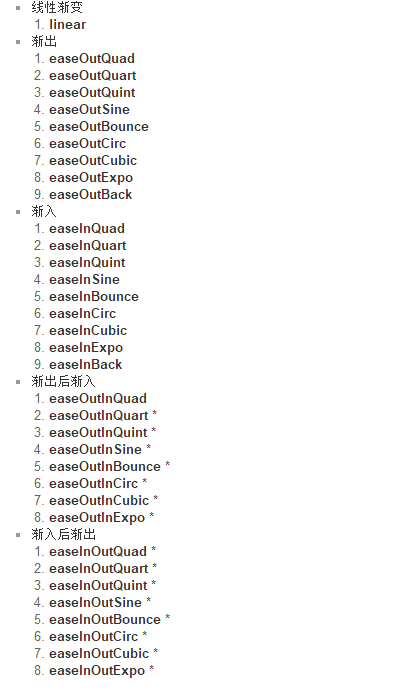 线性渐变
1. linear
渐出
1. easeOutQuad
2. easeOutQuart
3. easeOutQuint
4. easeOutSine
5. easeOutBounce
6. easeOutCirc
7. easeOutCubic
8. easeOutExpo
9. easeOutBack
渐入
1. easeInQuad
2. easeInQuart
3. easeInQuint
4. easeInSine
5. easeInBounce
6. easeInCirc
7. easeInCubic
8. easeInExpo
9. easeInBack
渐出后渐入
1. easeOutInQuad
2. easeOutInQuart *
3. easeOutInQuint *
4. easeOutInSine *
5. easeOutInBounce *
6. easeOutInCirc *
7. easeOutInCubic *
8. easeOutInExpo *
渐入后渐出
1. easeInOutQuad *
2. easeInOutQuart *
3. easeInOutQuint *
4. easeInOutSine *
5. easeInOutBounce *
6. easeInOutCirc *
7. easeInOutCubic *
8. easeInOutExpo *